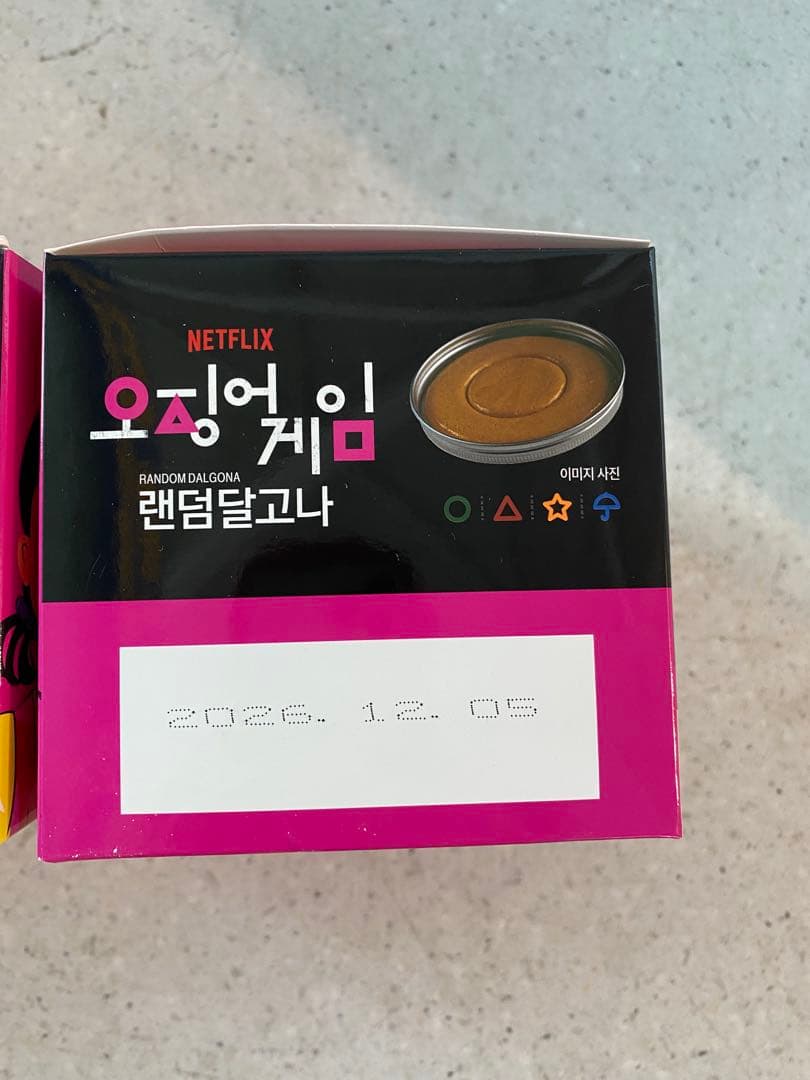 NETFLIX
오징어
게임
RANDOM DALGONA
랜덤달고나
이미지 사진
2026. 12. 05